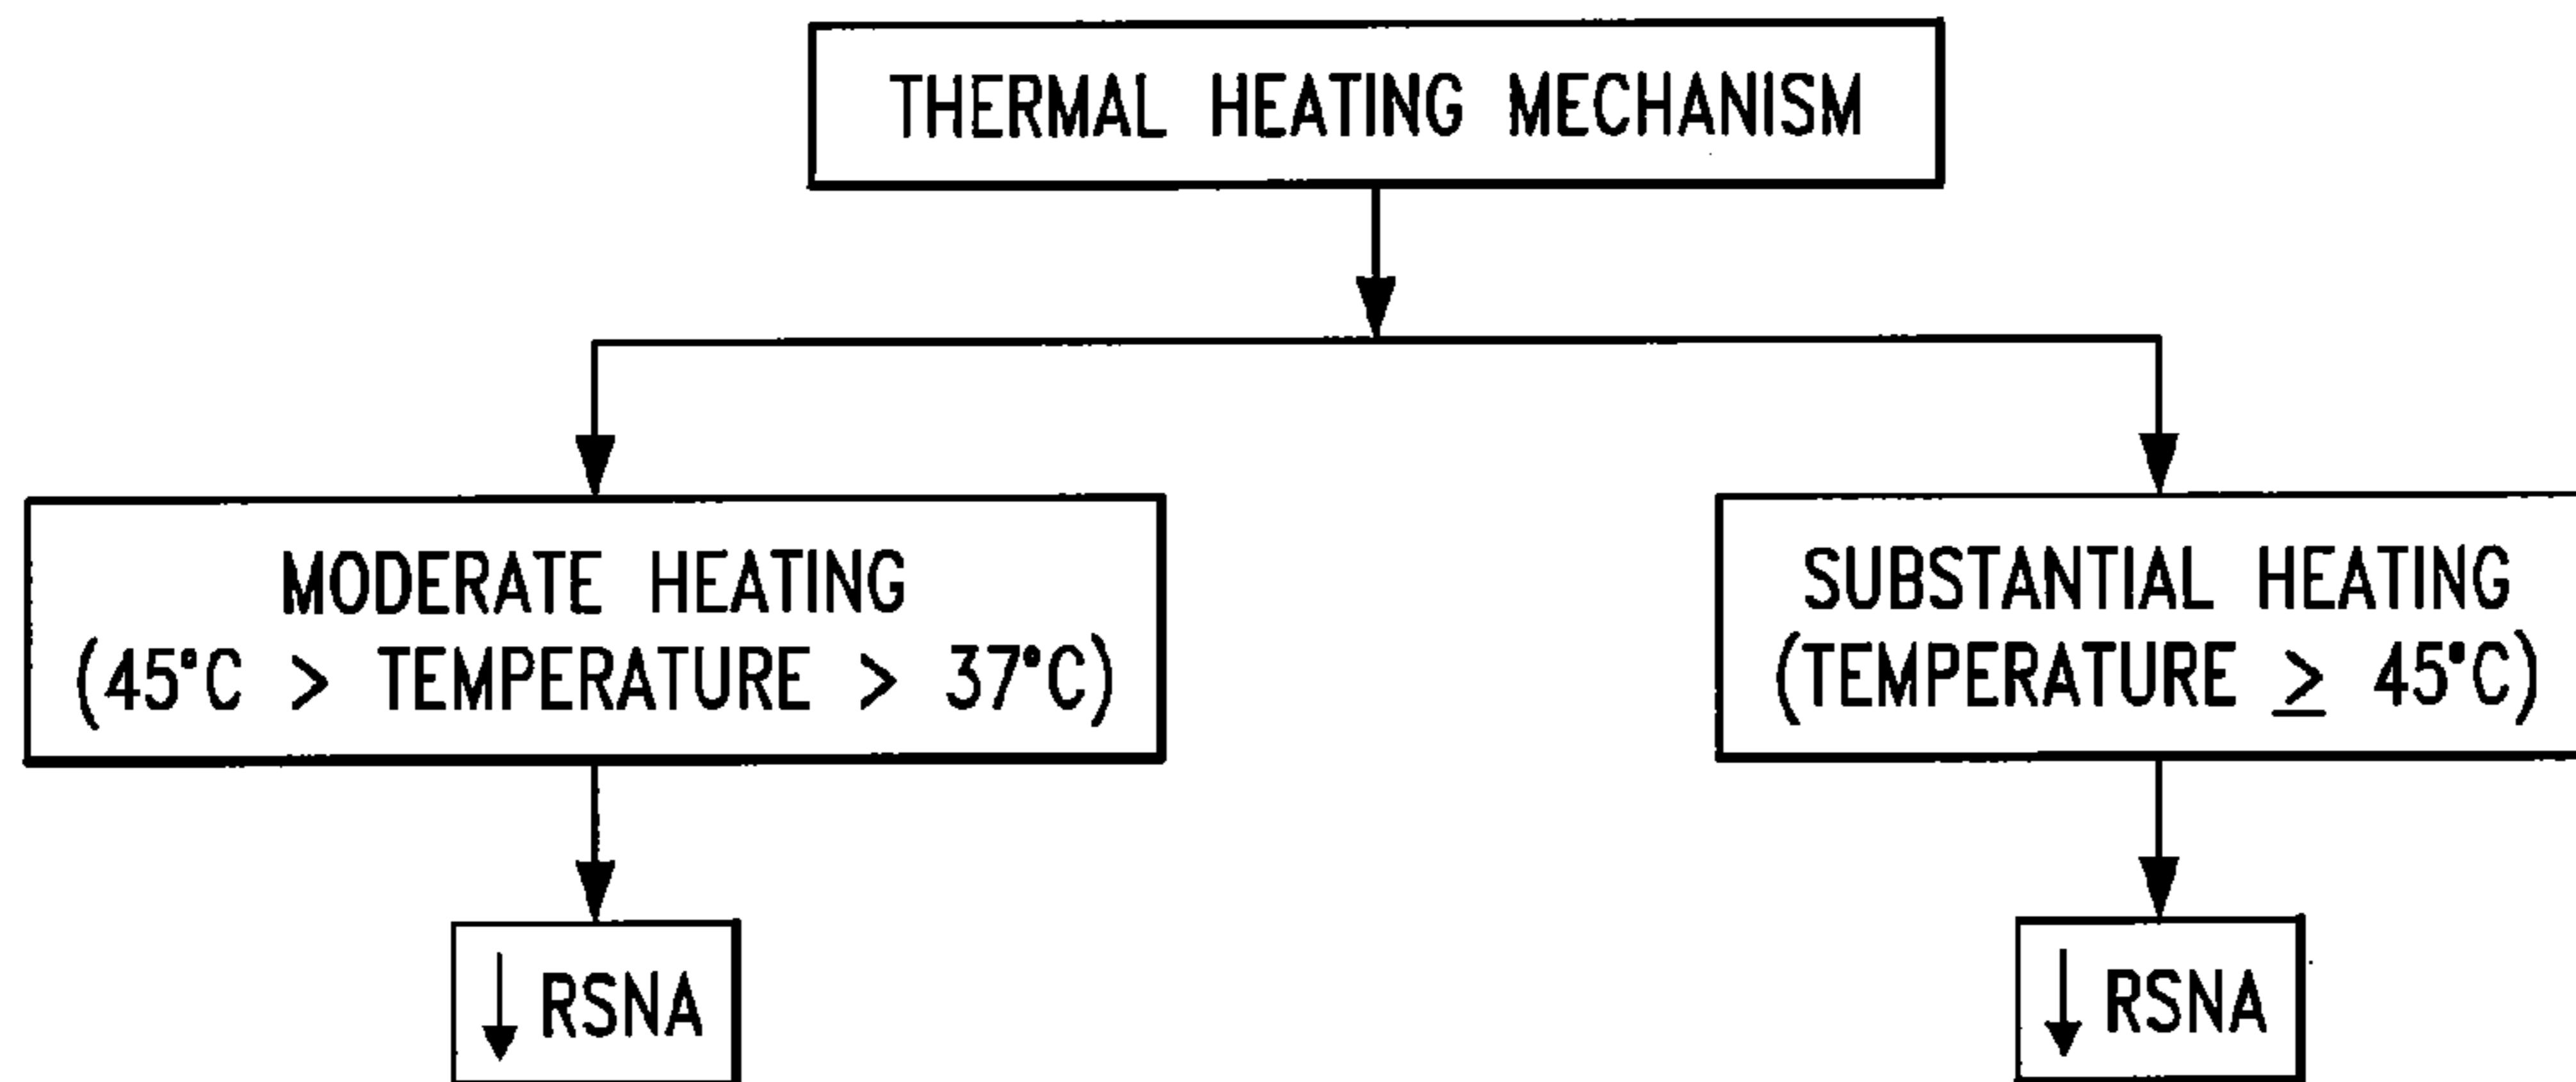 THERMAL HEATING MECHANISM
MODERATE HEATING
(45°C > TEMPERATURE > 37°C)
SUBSTANTIAL HEATING
(TEMPERATURE ≥ 45°C)
↓ RSNA
↓ RSNA